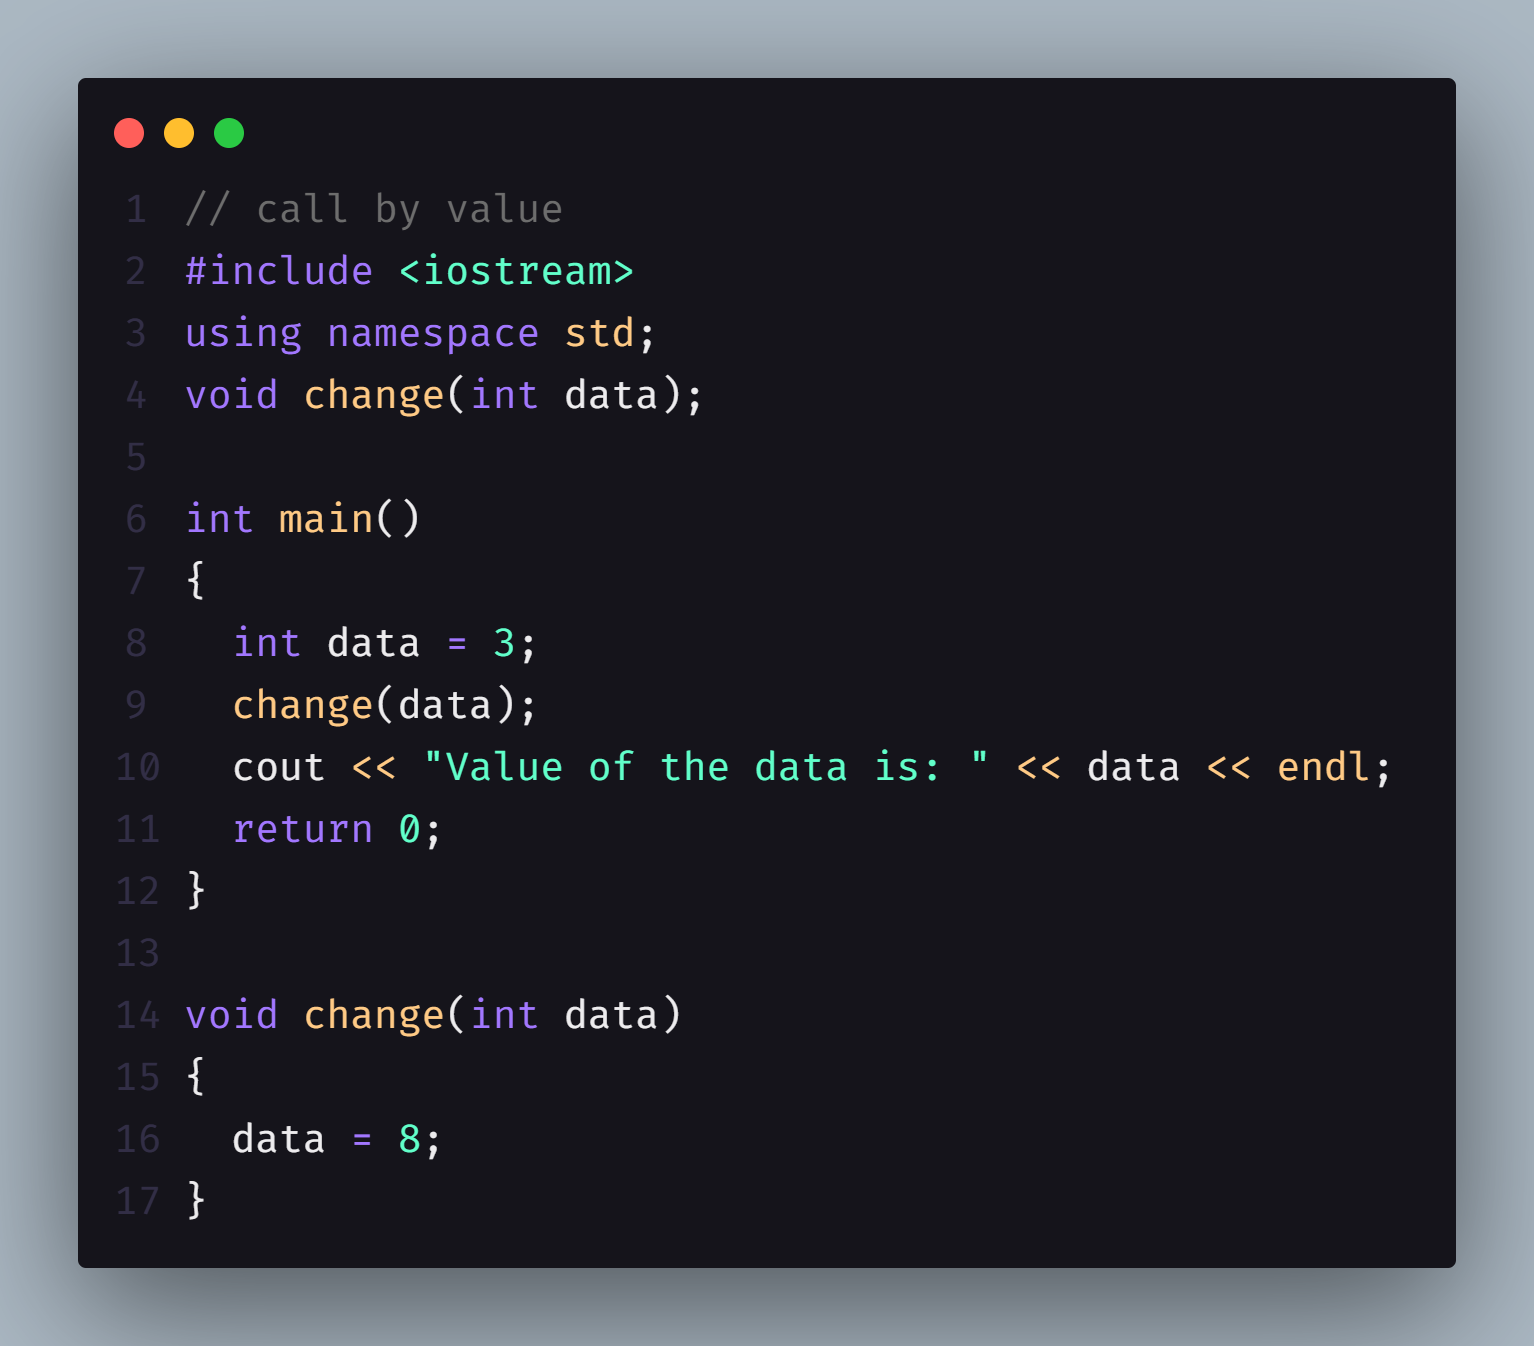 1 // call by value
2 #include <iostream>
3 using namespace std;
4 void change(int data);
5
6 int main()
7 {
8   int data = 3;
9   change(data);
10   cout << "Value of the data is: " << data << endl;
11   return 0;
12 }
13
14 void change(int data)
15 {
16   data = 8;
17 }